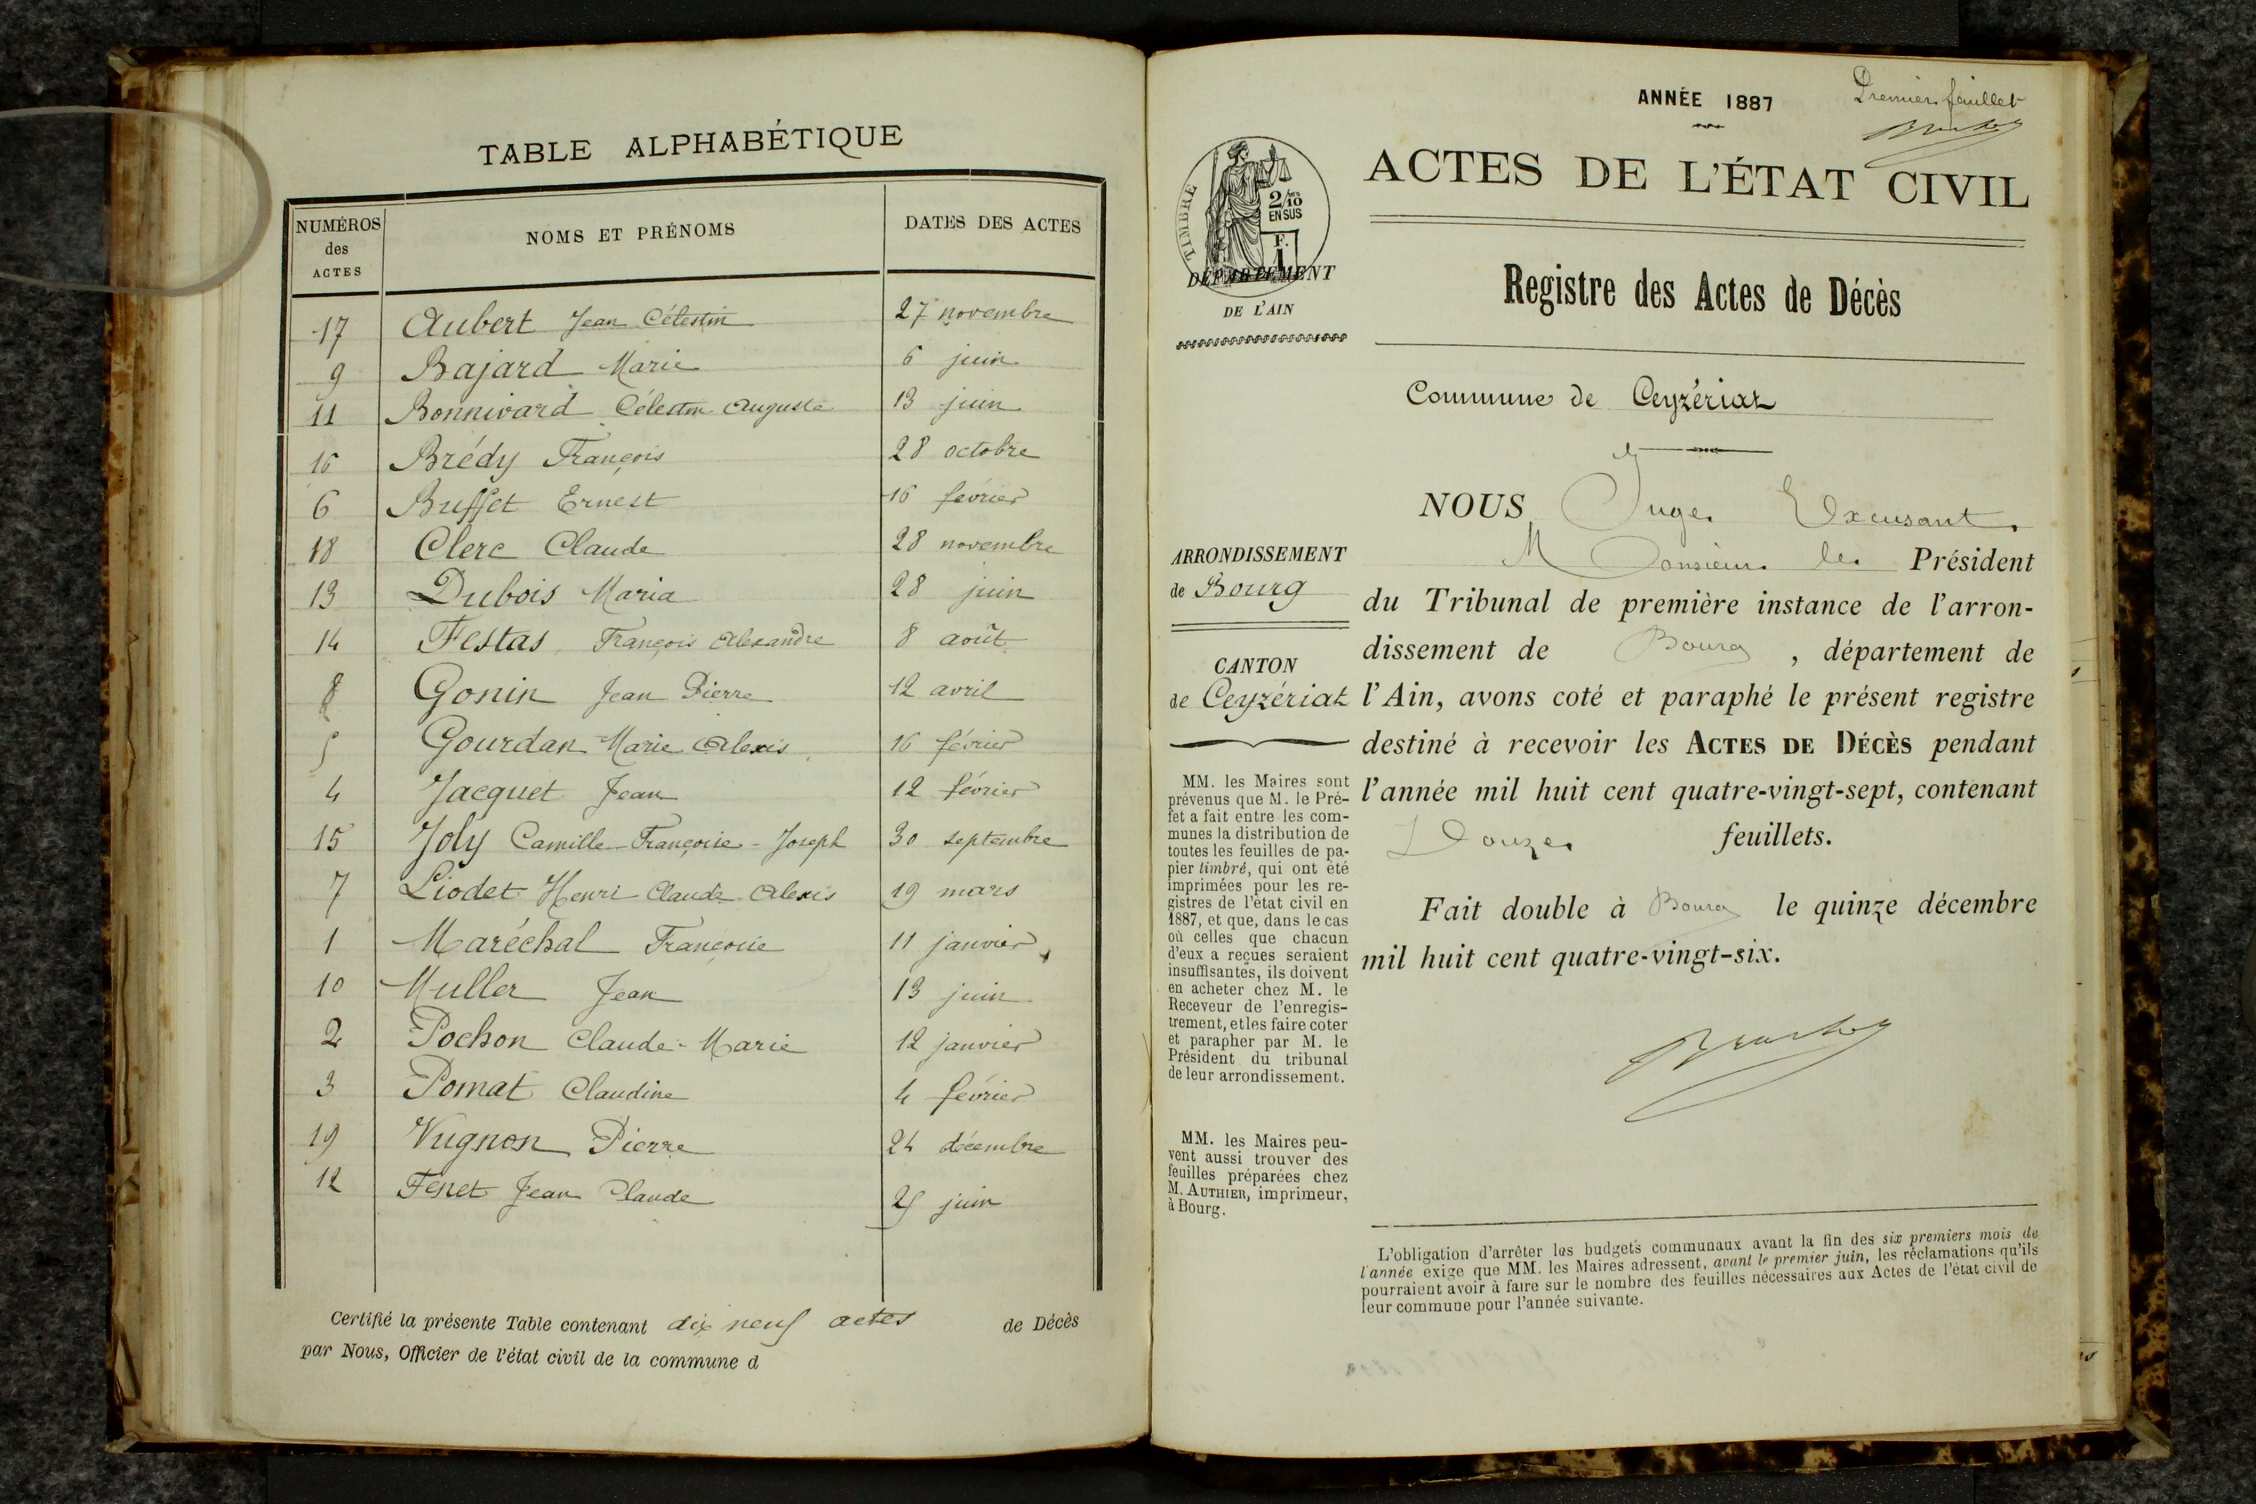 TABLE ALPHABÉTIQUE
NUMÉROS des ACTES NOMS ET PRÉNOMS DATES DES ACTES
17 Aubert Jean Célestin 27 novembre
9 Bajard Marie 6 juin
11 Bonnivard Célestin Auguste 13 juin
16 Brédy François 28 octobre
6 Buffet Ernest 16 février
18 Clerc Claude 28 novembre
13 Dubois Maria 28 juin
14 Festas François Alexandre 8 août
8 Gonin Jean Pierre 12 avril
5 Gourdan Marie Alexis 16 février
4 Jacquet Jean 12 février
15 Joly Camille Françoise - Joseph 30 septembre
7 Liodet Henri Claude Alexis 19 mars
1 Maréchal Françoise 11 janvier
10 Muller Jean 13 juin
2 Pochon Claude-Marie 12 janvier
3 Pomat Claudine 4 février
19 Vugnon Pierre 24 décembre
12 Fenet Jean Claude 25 juin
Certifié la présente Table contenant dix neuf actes de Décès
par Nous, Officier de l'état civil de la commune d
ANNÉE 1887
Premier feuillet
ACTES DE L'ÉTAT CIVIL
TIMBRE
2/10
EN SUS
1 F.
DÉPARTEMENT
DE L'AIN
Registre des Actes de Décès
Commune de Ceyzériat
NOUS Juge Excusant
Monsieur le Président
du Tribunal de première instance de l'arron-
dissement de Bourg, département de
l'Ain, avons coté et paraphé le présent registre
destiné à recevoir les ACTES DE DÉCÈS pendant
l'année mil huit cent quatre-vingt-sept, contenant
Douze feuillets.
Fait double à Bourg le quinze décembre
mil huit cent quatre-vingt-six.
ARRONDISSEMENT
de Bourg
CANTON
de Ceyzériat
MM. les Maires sont
prévenus que M. le Pré-
fet a fait entre les com-
munes la distribution de
toutes les feuilles de pa-
pier timbré, qui ont été
imprimées pour les re-
gistres de l'état civil en
1887, et que, dans le cas
où celles que chacun
d'eux a reçues seraient
insuffisantes, ils doivent
en acheter chez M. le
Receveur de l'enregis-
trement, et les faire coter
et parapher par M. le
Président du tribunal
de leur arrondissement.
MM. les Maires peu-
vent aussi trouver des
feuilles préparées chez
M. AUTHIER, imprimeur,
à Bourg.
L'obligation d'arrêter les budgets communaux avant la fin des six premiers mois de
l'année exige que MM. les Maires adressent, avant le premier juin, les réclamations qu'ils
pourraient avoir à faire sur le nombre des feuilles nécessaires aux Actes de l'état civil de
leur commune pour l'année suivante.